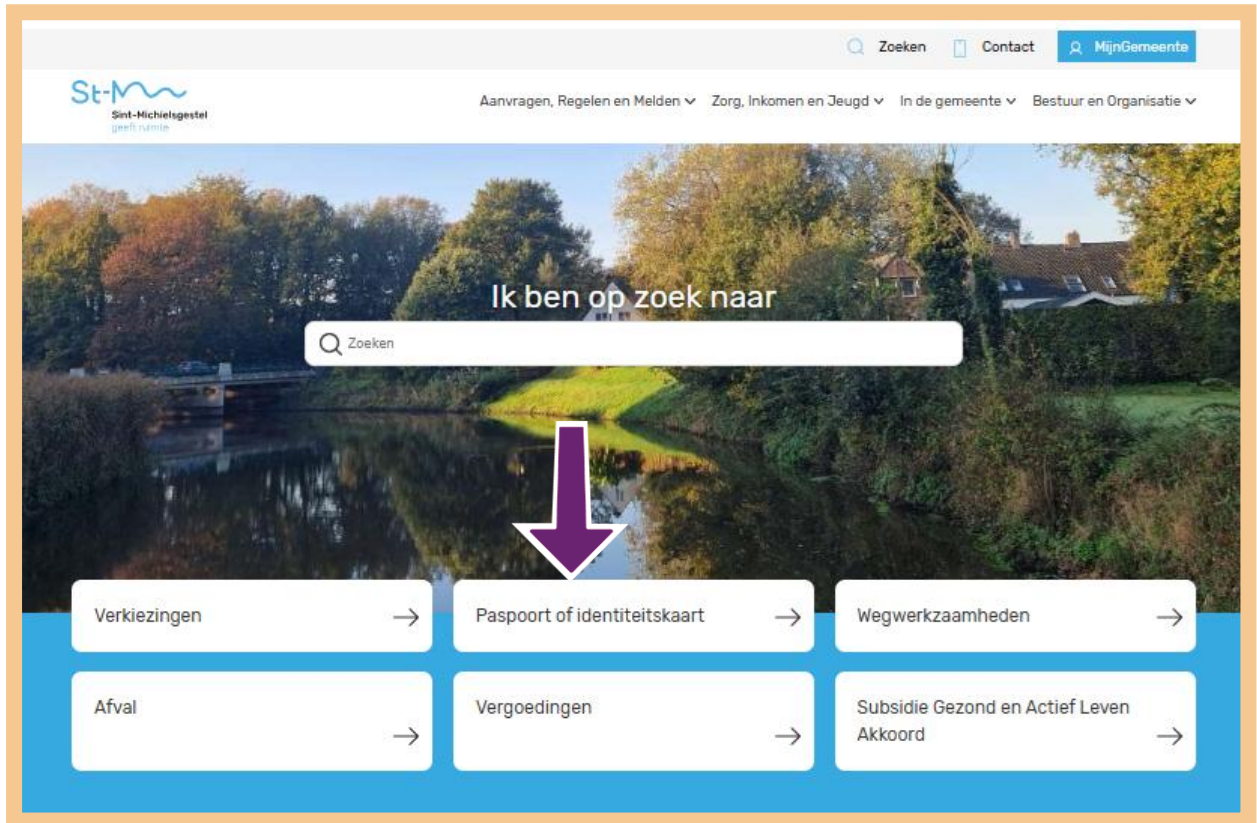 Zoeken Contact MijnGemeente
St-M
Sint-Michielsgestel
geeft ruimte
Aanvragen, Regelen en Melden Zorg, Inkomen en Jeugd In de gemeente Bestuur en Organisatie
Ik ben op zoek naar
Zoeken
Verkiezingen Paspoort of identiteitskaart Wegwerkzaamheden
Afval Vergoedingen Subsidie Gezond en Actief Leven
Akkoord